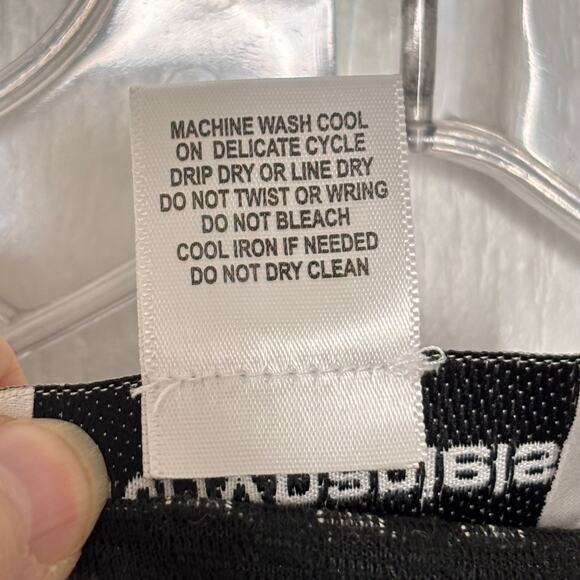 MACHINE WASH COOL
ON DELICATE CYCLE
DRIP DRY OR LINE DRY
DO NOT TWIST OR WRING
DO NOT BLEACH
COOL IRON IF NEEDED
DO NOT DRY CLEAN